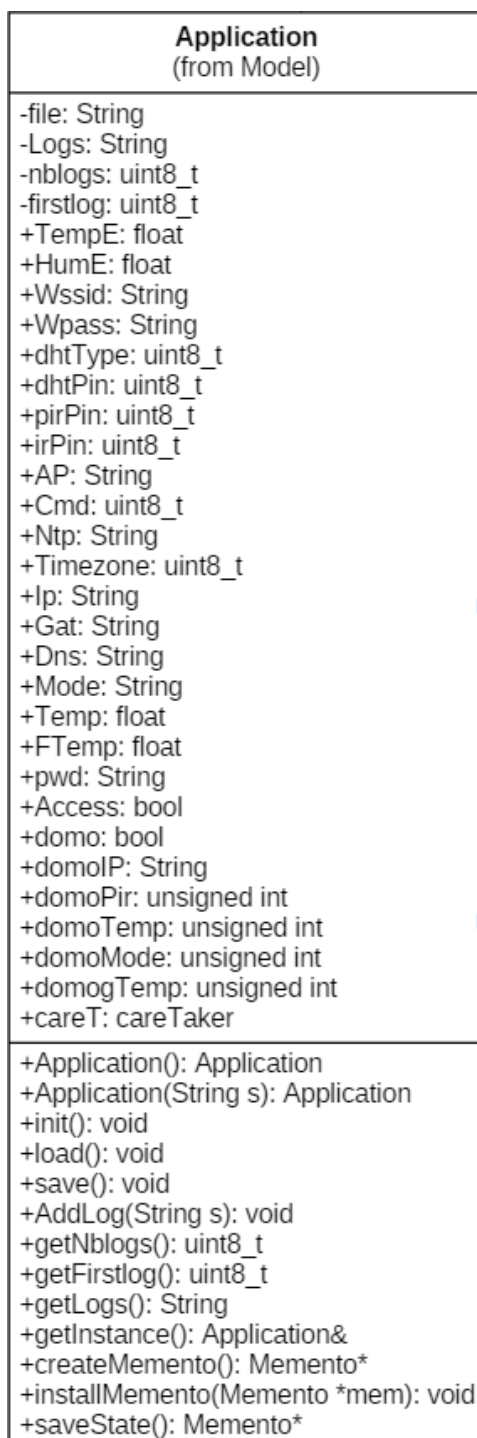 Application
(from Model)
-file: String
-Logs: String
-nblogs: uint8_t
-firstlog: uint8_t
+TempE: float
+HumE: float
+Wssid: String
+Wpass: String
+dhtType: uint8_t
+dhtPin: uint8_t
+pirPin: uint8_t
+irPin: uint8_t
+AP: String
+Cmd: uint8_t
+Ntp: String
+Timezone: uint8_t
+Ip: String
+Gat: String
+Dns: String
+Mode: String
+Temp: float
+FTemp: float
+pwd: String
+Access: bool
+domo: bool
+domoIP: String
+domoPir: unsigned int
+domoTemp: unsigned int
+domoMode: unsigned int
+domogTemp: unsigned int
+careT: careTaker
+Application(): Application
+Application(String s): Application
+init(): void
+load(): void
+save(): void
+AddLog(String s): void
+getNblogs(): uint8_t
+getFirstlog(): uint8_t
+getLogs(): String
+getInstance(): Application&
+createMemento(): Memento*
+installMemento(Memento *mem): void
+saveState(): Memento*